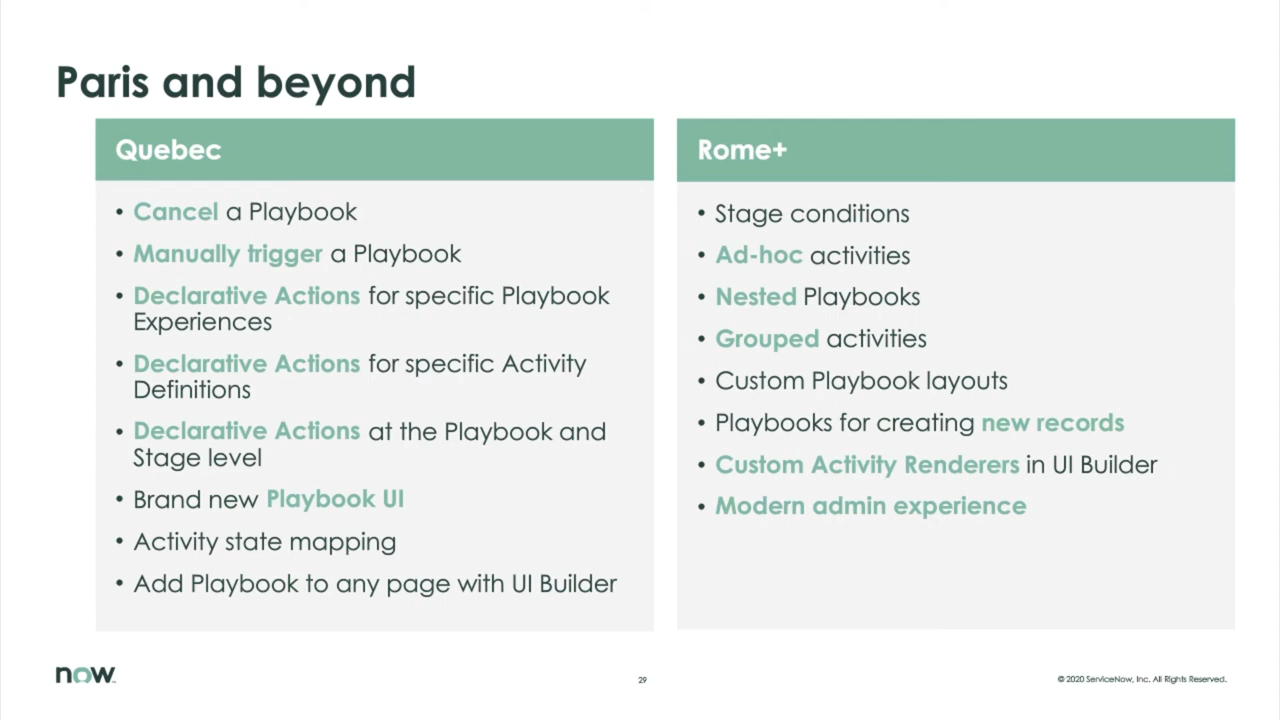 Paris and beyond
Quebec
• Cancel a Playbook
• Manually trigger a Playbook
• Declarative Actions for specific Playbook
Experiences
• Declarative Actions for specific Activity
Definitions
• Declarative Actions at the Playbook and
Stage level
• Brand new Playbook UI
• Activity state mapping
• Add Playbook to any page with UI Builder
Rome+
• Stage conditions
• Ad-hoc activities
• Nested Playbooks
• Grouped activities
• Custom Playbook layouts
• Playbooks for creating new records
• Custom Activity Renderers in UI Builder
• Modern admin experience
now
29
© 2020 ServiceNow, Inc. All Rights Reserved.